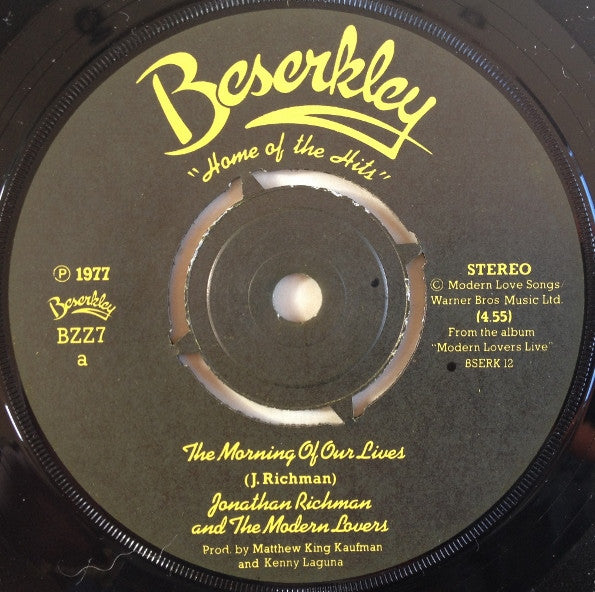 Beserkley
"Home of the Hits"
℗ 1977
Beserkley
BZZ7
a
STEREO
© Modern Love Songs/
Warner Bros. Music Ltd.
(4.55)
From the album
"Modern Lovers Live"
BSERK 12
The Morning Of Our Lives
(J. Richman)
Jonathan Richman
and The Modern Lovers
Prod. by Matthew King Kaufman
and Kenny Laguna